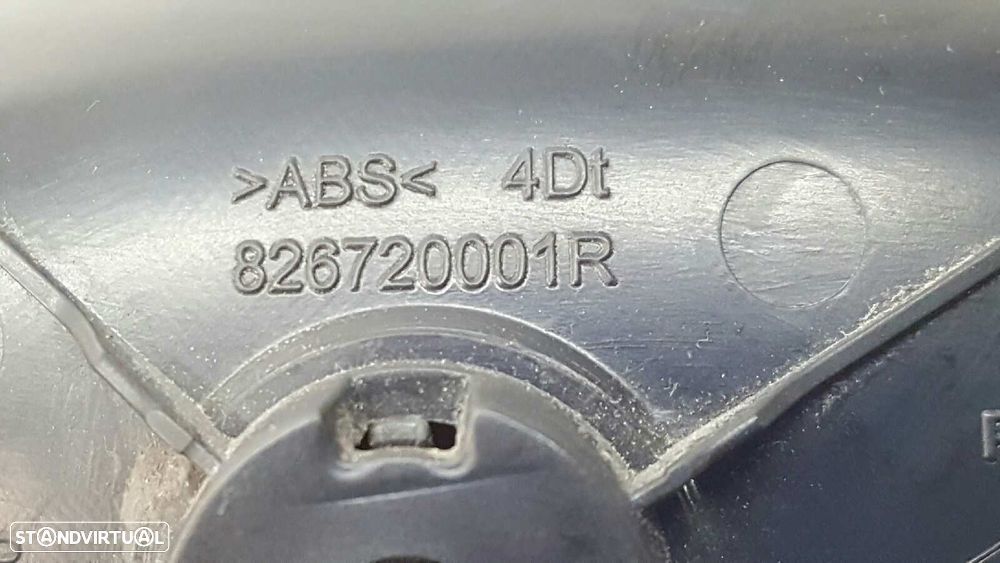 >ABS< 4Dt
826720001R
STANDVIRTUAL